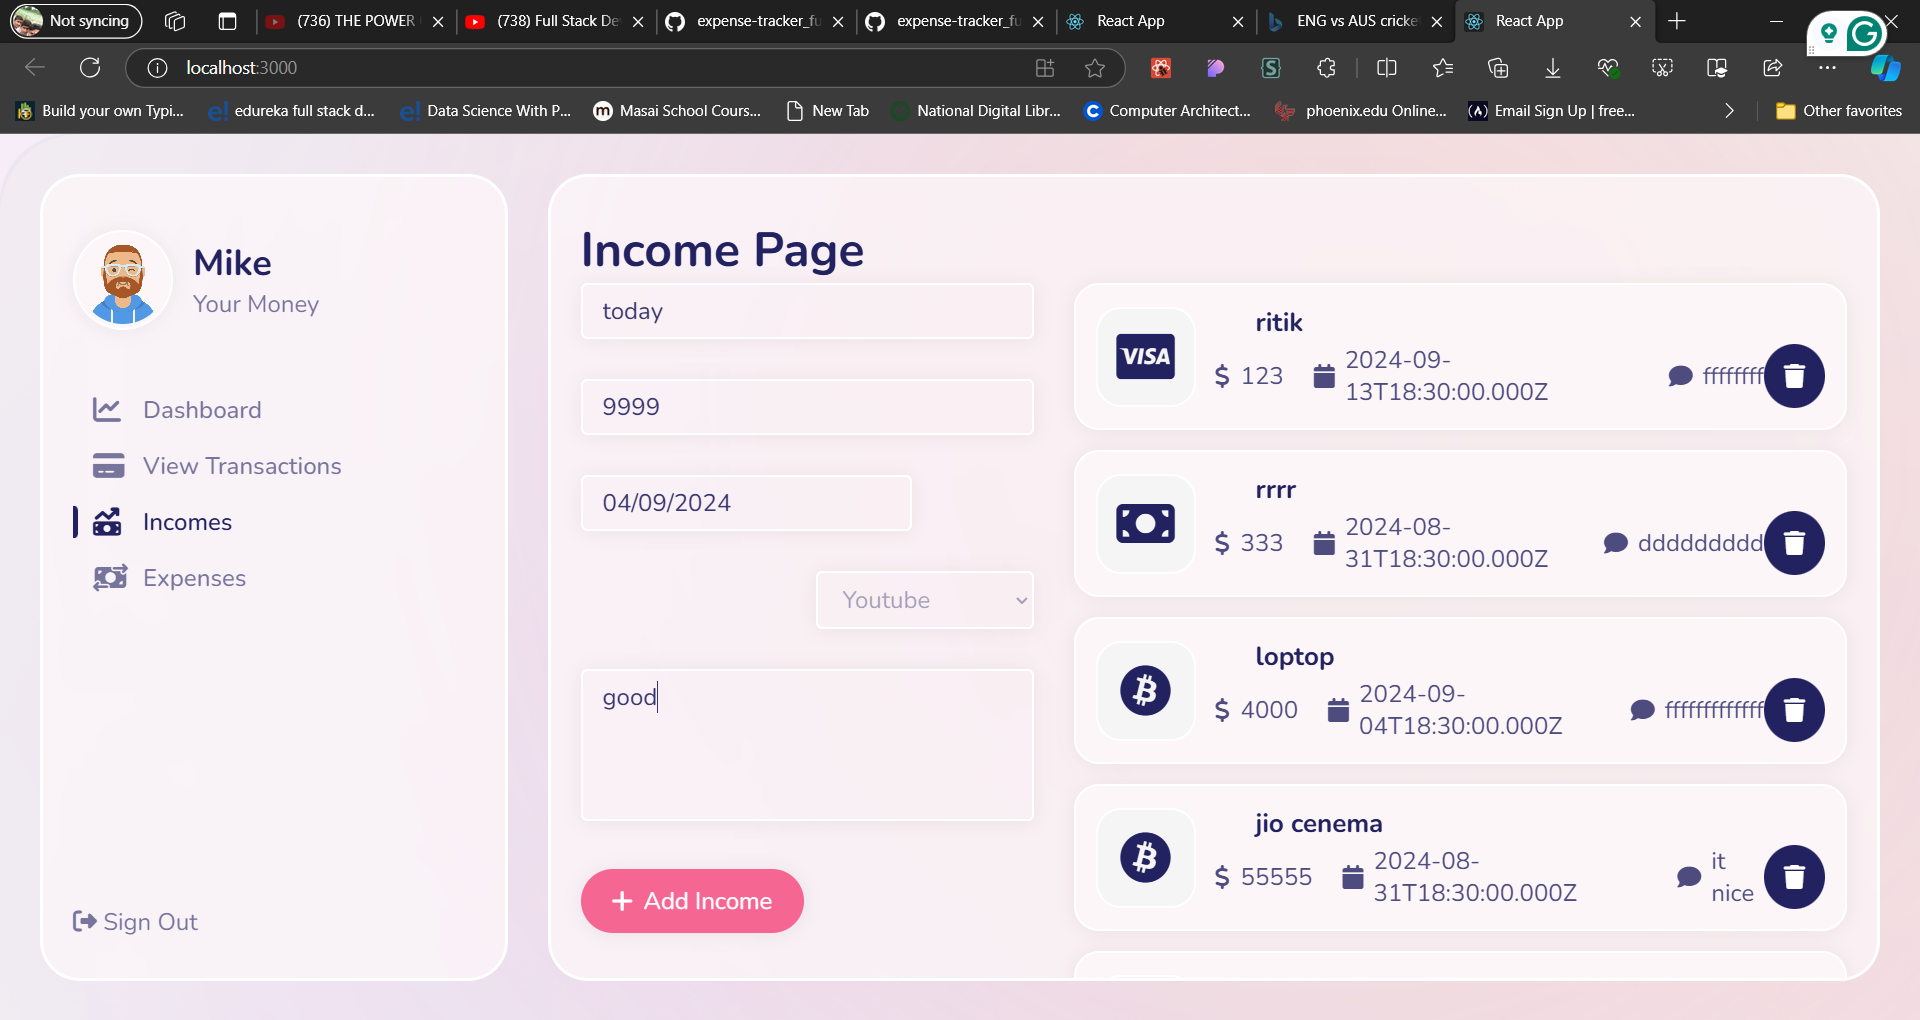 Not syncing
(736) THE POWER
(738) Full Stack De
expense-tracker_fu
expense-tracker_fu
React App
ENG vs AUS cricke
React App
localhost:3000
Build your own Typi...
edureka full stack d...
Data Science With P...
Masai School Cours...
New Tab
National Digital Libr...
Computer Architect...
phoenix.edu Online...
Email Sign Up | free...
Other favorites
Mike
Your Money
Dashboard
View Transactions
Incomes
Expenses
Sign Out
Income Page
today
9999
04/09/2024
Youtube
good
Add Income
VISA
ritik
$ 123
2024-09-
13T18:30:00.000Z
ffffffff
rrrr
$ 333
2024-08-
31T18:30:00.000Z
dddddddddd
loptop
$ 4000
2024-09-
04T18:30:00.000Z
fffffffffffff
jio cenema
$ 55555
2024-08-
31T18:30:00.000Z
it
nice